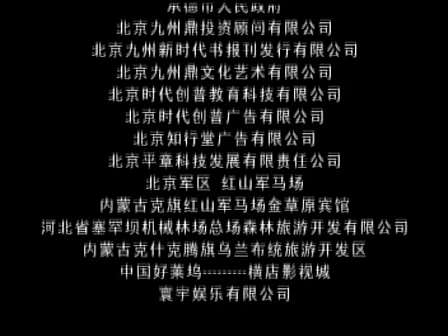 承德市人民政府
北京九州鼎投资顾问有限公司
北京九州新时代书报刊发行有限公司
北京九州鼎文化艺术有限公司
北京时代创普教育科技有限公司
北京时代创普广告有限公司
北京知行堂广告有限公司
北京平章科技发展有限责任公司
北京军区 红山军马场
内蒙古克旗红山军马场金草原宾馆
河北省塞罕坝机械林场总场森林旅游开发有限公司
内蒙古克什克腾旗乌兰布统旅游开发区
中国好莱坞---------横店影视城
寰宇娱乐有限公司